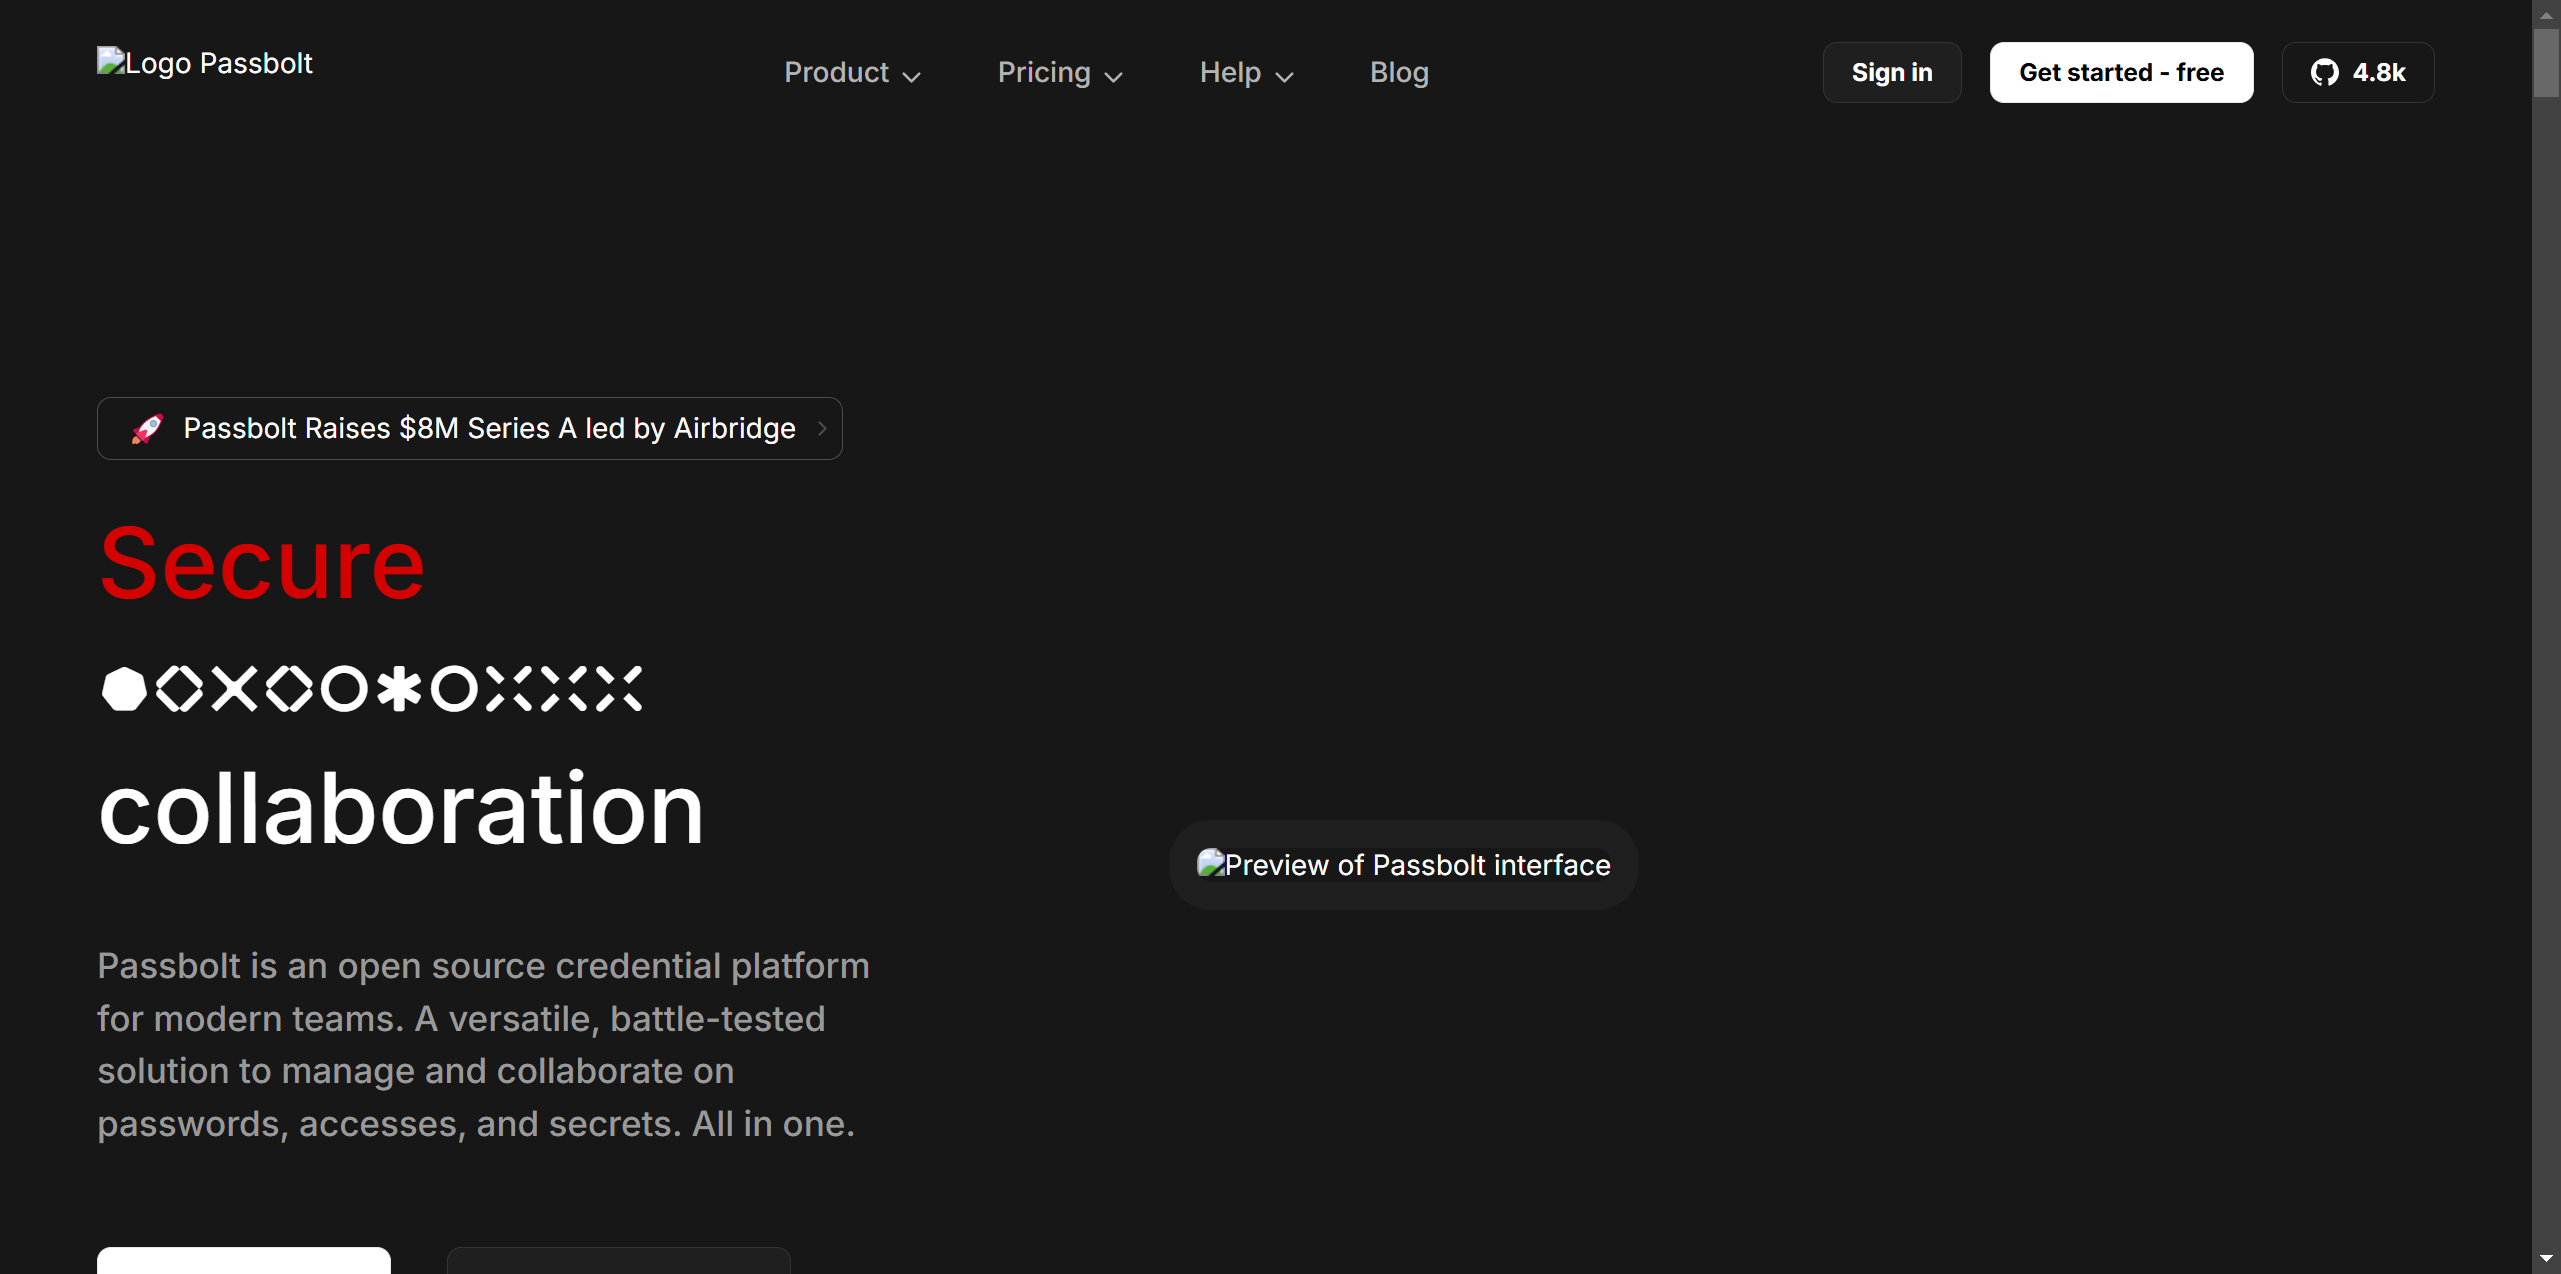 Logo Passbolt
Product
Pricing
Help
Blog
Sign in
Get started - free
4.8k
Passbolt Raises $8M Series A led by Airbridge
Secure
collaboration
Preview of Passbolt interface
Passbolt is an open source credential platform
for modern teams. A versatile, battle-tested
solution to manage and collaborate on
passwords, accesses, and secrets. All in one.